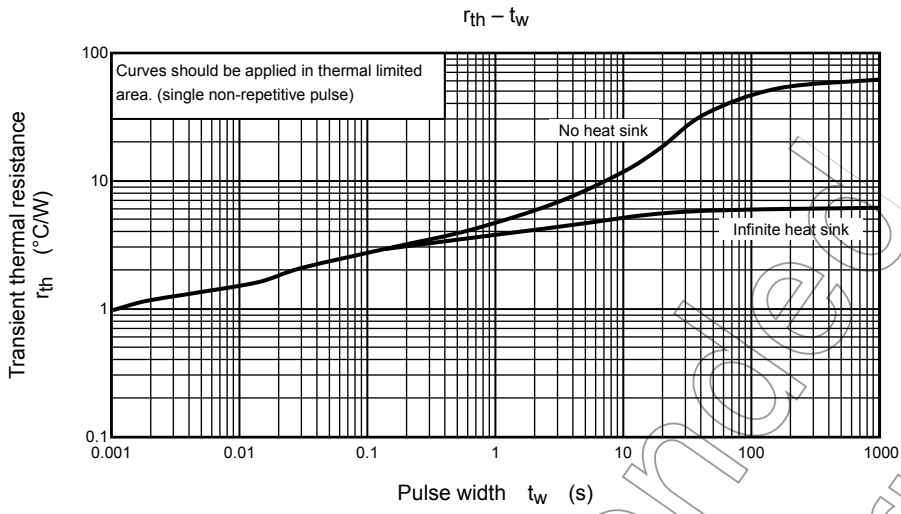 rth – tw
100
Curves should be applied in thermal limited
area. (single non-repetitive pulse)
No heat sink
10
Infinite heat sink
1
0.1
Transient thermal resistance
rth (°C/W)
0.001 0.01 0.1 1 10 100 1000
Pulse width tw (s)